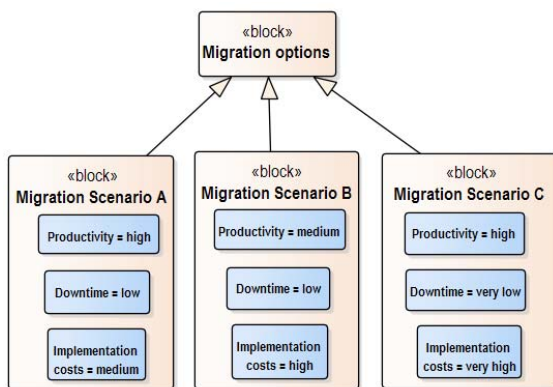 «block»
Migration options
«block»
Migration Scenario A
Productivity = high
Downtime = low
Implementation
costs = medium
«block»
Migration Scenario B
Productivity = medium
Downtime = low
Implementation
costs = high
«block»
Migration Scenario C
Productivity = high
Downtime = very low
Implementation
costs = very high